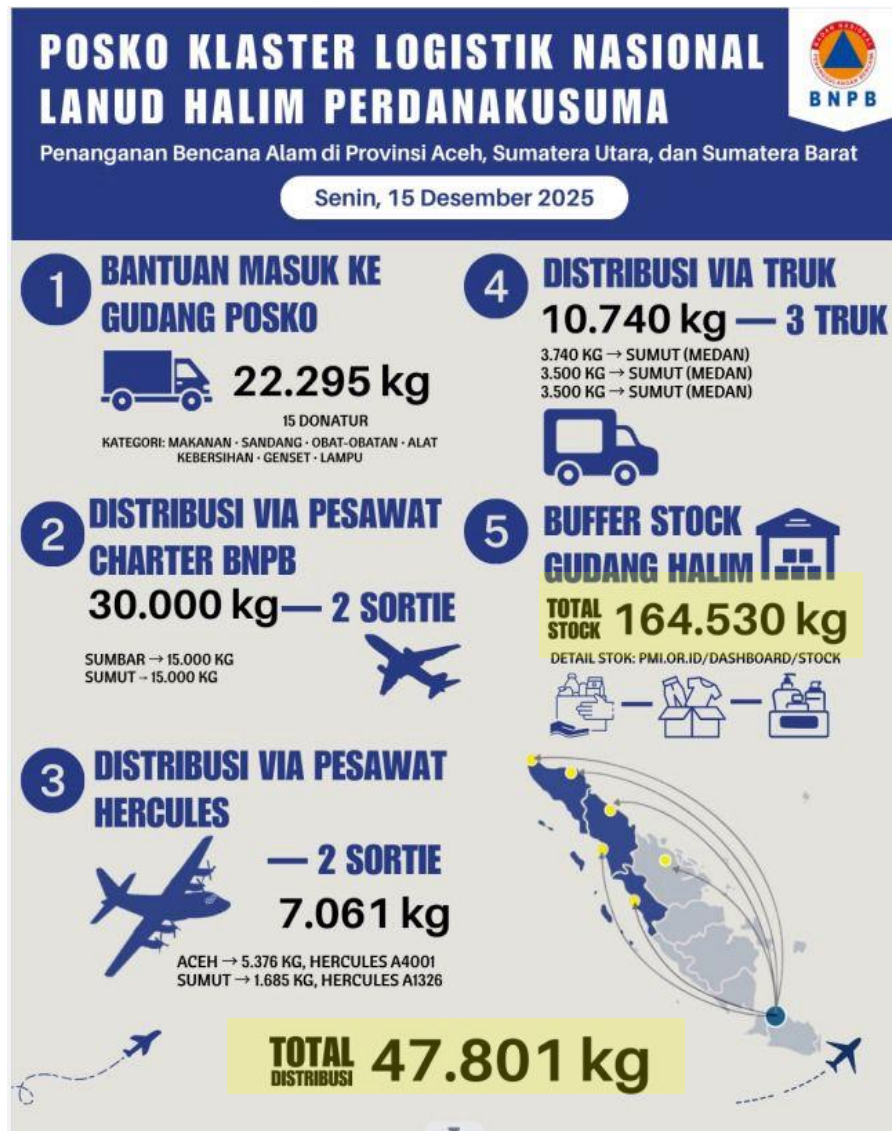 POSKO KLASTER LOGISTIK NASIONAL
LANUD HALIM PERDANAKUSUMA
BNPB
Penanganan Bencana Alam di Provinsi Aceh, Sumatera Utara, dan Sumatera Barat
Senin, 15 Desember 2025
1
BANTUAN MASUK KE
GUDANG POSKO
22.295 kg
15 DONATUR
KATEGORI: MAKANAN · SANDANG · OBAT-OBATAN · ALAT
KEBERSIHAN · GENSET · LAMPU
2
DISTRIBUSI VIA PESAWAT
CHARTER BNPB
30.000 kg — 2 SORTIE
SUMBAR → 15.000 KG
SUMUT – 15.000 KG
3
DISTRIBUSI VIA PESAWAT
HERCULES
— 2 SORTIE
7.061 kg
ACEH → 5.376 KG, HERCULES A4001
SUMUT → 1.685 KG, HERCULES A1326
4
DISTRIBUSI VIA TRUK
10.740 kg — 3 TRUK
3.740 KG → SUMUT (MEDAN)
3.500 KG → SUMUT (MEDAN)
3.500 KG → SUMUT (MEDAN)
5
BUFFER STOCK
GUDANG HALIM
TOTAL STOCK 164.530 kg
DETAIL STOK: PMI.OR.ID/DASHBOARD/STOCK
TOTAL DISTRIBUSI 47.801 kg